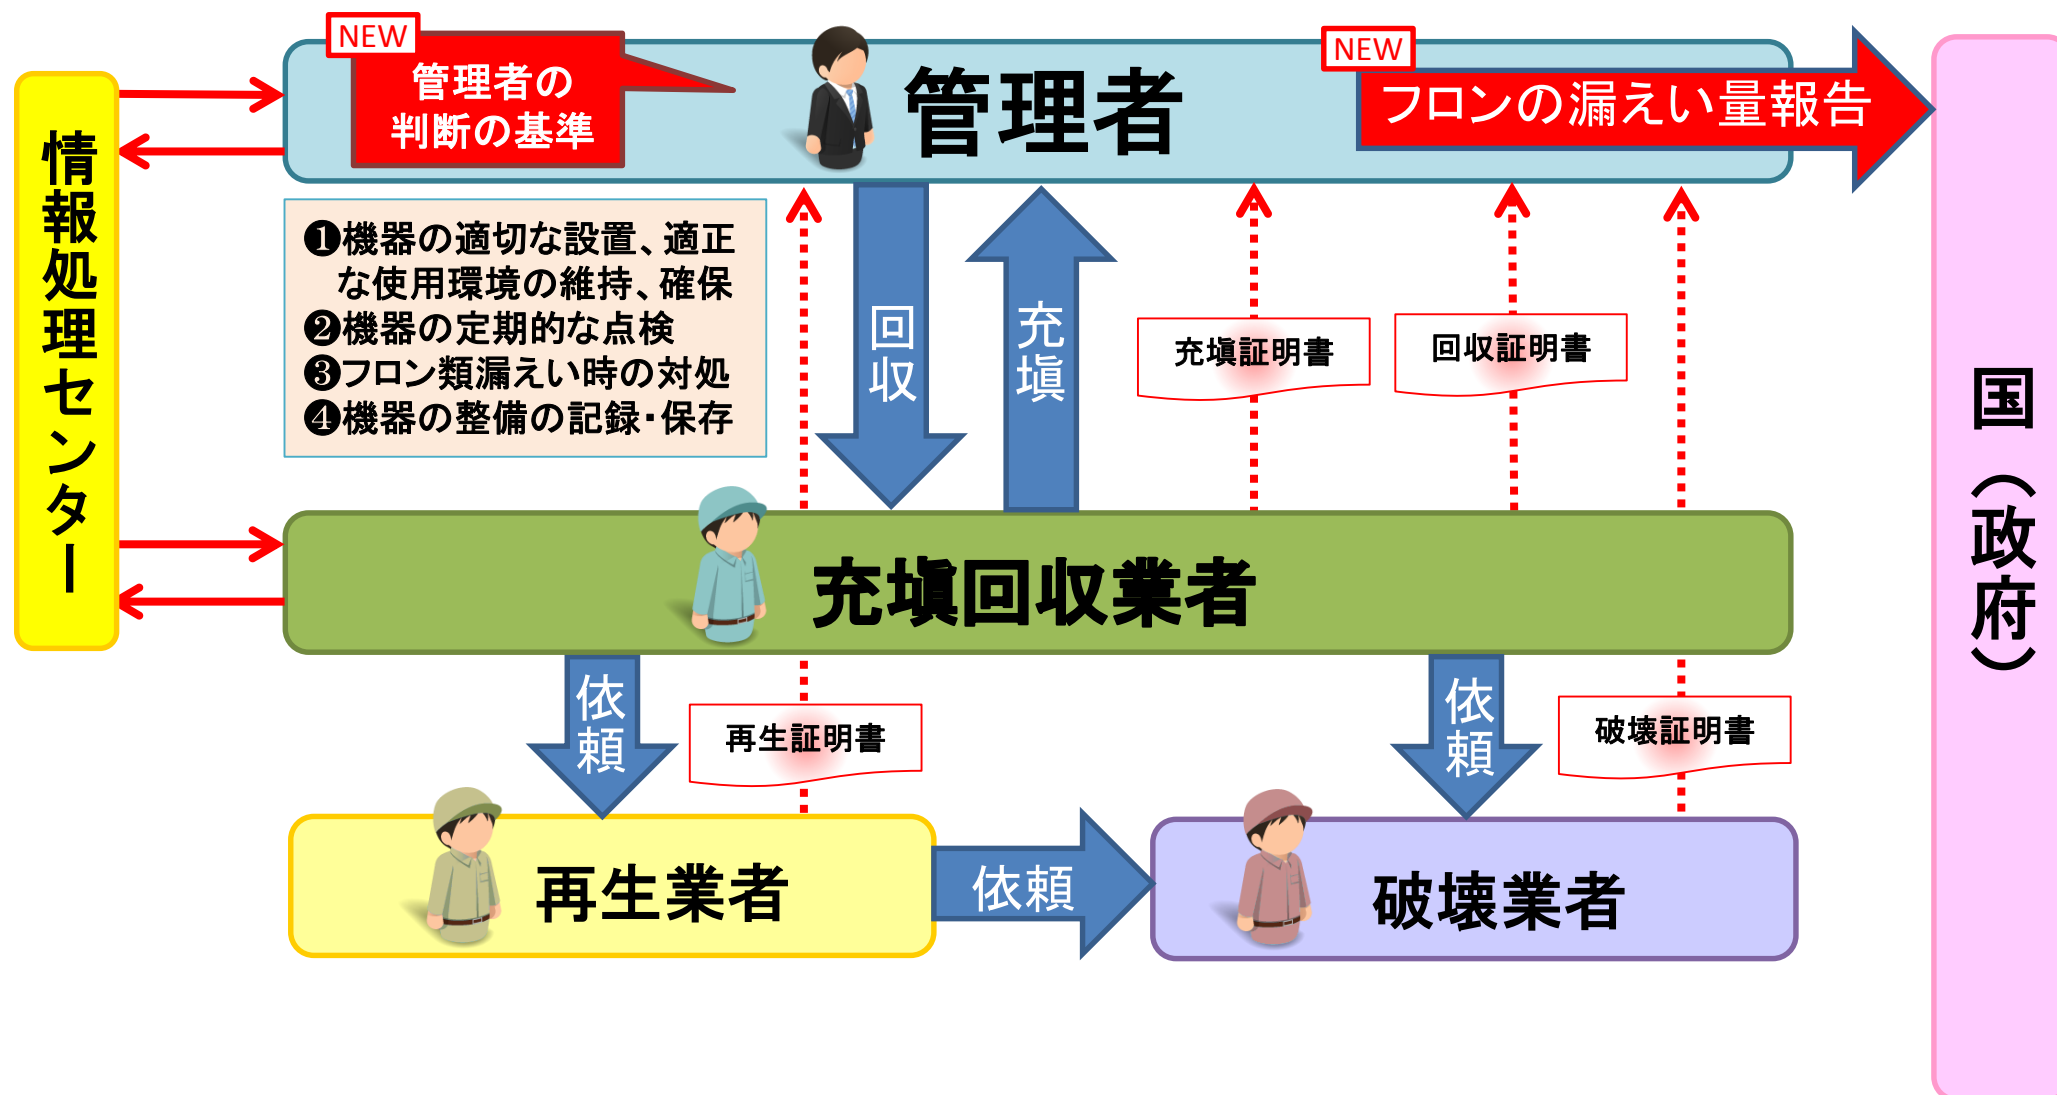 NEW
管理者の
判断の基準
管理者
NEW
フロンの漏えい量報告
情報処理センター
国（政府）
❶機器の適切な設置、適正
な使用環境の維持、確保
❷機器の定期的な点検
❸フロン類漏えい時の対処
❹機器の整備の記録・保存
回収
充塡
充塡証明書
回収証明書
充塡回収業者
依頼
再生証明書
依頼
破壊証明書
再生業者
依頼
破壊業者